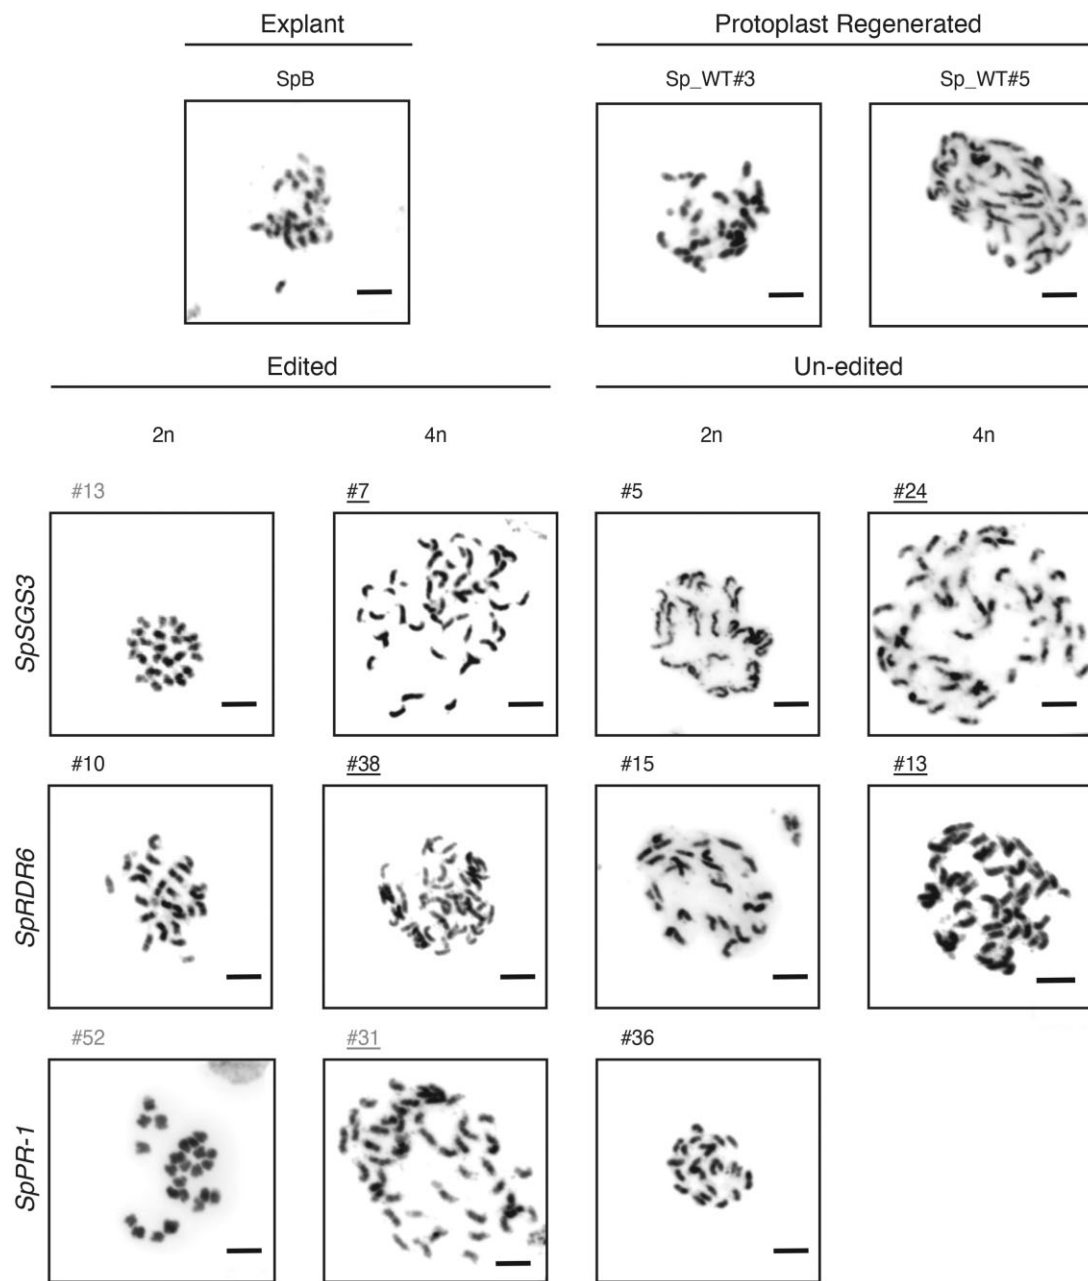 Explant Protoplast Regenerated
SpB Sp_WT#3 Sp_WT#5
Edited Un-edited
2n 4n 2n 4n
#13 #7 #5 #24
SpSGS3
#10 #38 #15 #13
SpRDR6
#52 #31 #36
SpPR-1